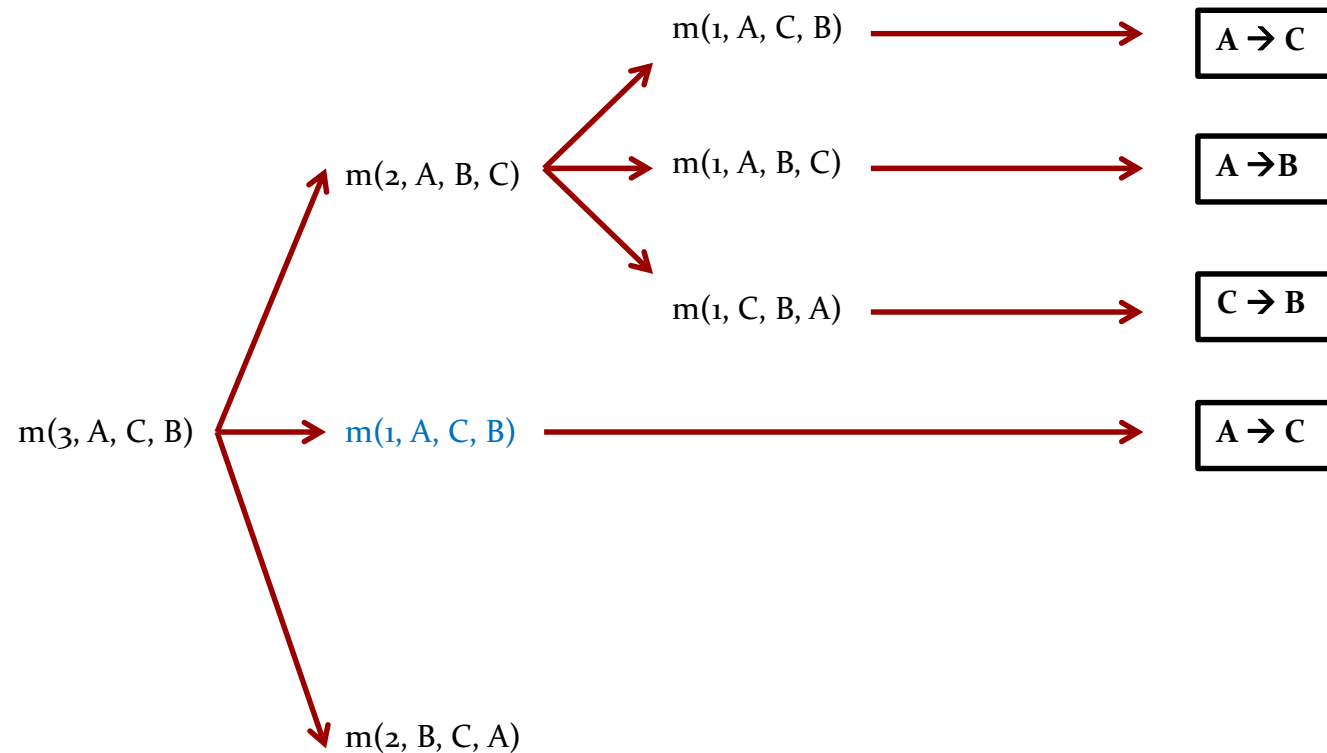 m(1, A, C, B)
A → C
m(2, A, B, C)
m(1, A, B, C)
A →B
m(1, C, B, A)
C → B
m(3, A, C, B)
m(1, A, C, B)
A → C
m(2, B, C, A)